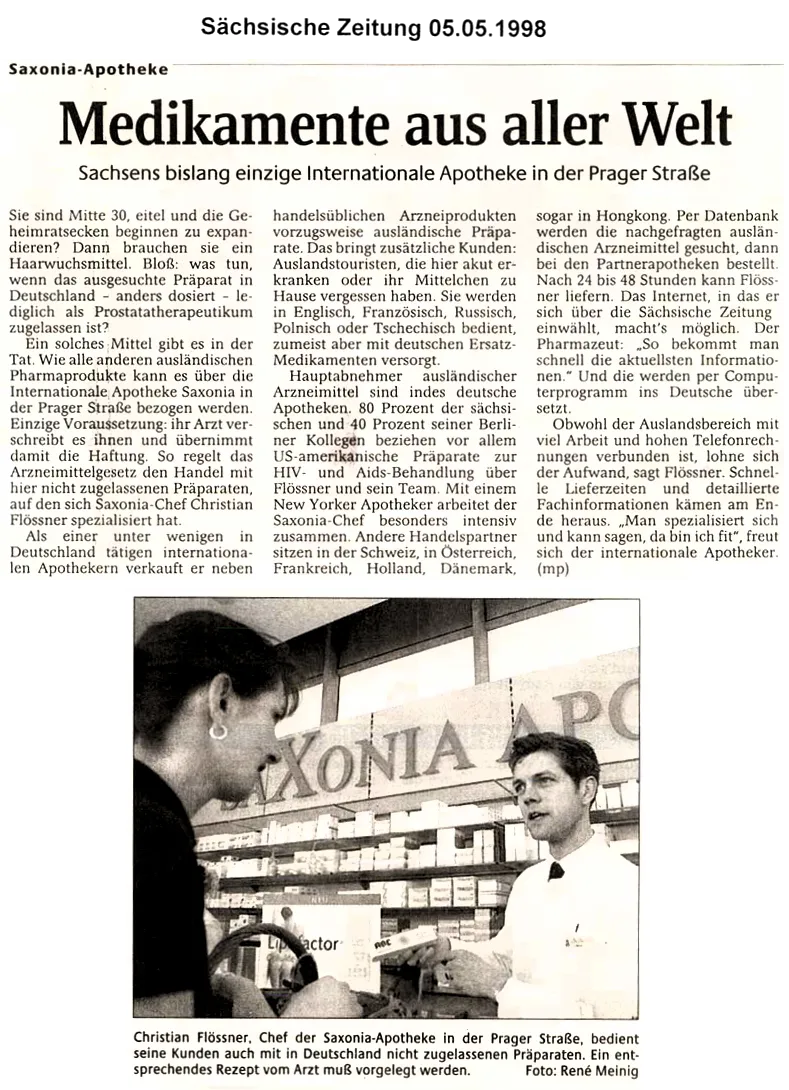 Sächsische Zeitung 05.05.1998
Saxonia-Apotheke
Medikamente aus aller Welt
Sachsens bislang einzige Internationale Apotheke in der Prager Straße
Sie sind Mitte 30, eitel und die Ge-
heimratsecken beginnen zu expan-
dieren? Dann brauchen sie ein
Haarwuchsmittel. Bloß: was tun,
wenn das ausgesuchte Präparat in
Deutschland – anders dosiert – le-
diglich als Prostatatherapeutikum
zugelassen ist?
Ein solches Mittel gibt es in der
Tat. Wie alle anderen ausländischen
Pharmaprodukte kann es über die
Internationale Apotheke Saxonia in
der Prager Straße bezogen werden.
Einzige Voraussetzung: ihr Arzt ver-
schreibt es ihnen und übernimmt
damit die Haftung. So regelt das
Arzneimittelgesetz den Handel mit
hier nicht zugelassenen Präparaten,
auf den sich Saxonia-Chef Christian
Flössner spezialisiert hat.
Als einer unter wenigen in
Deutschland tätigen internationa-
len Apothekern verkauft er neben
handelsüblichen Arzneiprodukten
vorzugsweise ausländische Präpa-
rate. Das bringt zusätzliche Kunden:
Auslandstouristen, die hier akut er-
kranken oder ihr Mittelchen zu
Hause vergessen haben. Sie werden
in Englisch, Französisch, Russisch,
Polnisch oder Tschechisch bedient,
zumeist aber mit deutschen Ersatz-
Medikamenten versorgt.
Hauptabnehmer ausländischer
Arzneimittel sind indes deutsche
Apotheken. 80 Prozent der sächsi-
schen und 40 Prozent seiner Berli-
ner Kollegen beziehen vor allem
US-amerikanische Präparate zur
HIV- und Aids-Behandlung über
Flössner und sein Team. Mit einem
New Yorker Apotheker arbeitet der
Saxonia-Chef besonders intensiv
zusammen. Andere Handelspartner
sitzen in der Schweiz, in Österreich,
Frankreich, Holland, Dänemark,
sogar in Hongkong. Per Datenbank
werden die nachgefragten auslän-
dischen Arzneimittel gesucht, dann
bei den Partnerapotheken bestellt.
Nach 24 bis 48 Stunden kann Flöss-
ner liefern. Das Internet, in das er
sich über die Sächsische Zeitung
einwählt, macht's möglich. Der
Pharmazeut: „So bekommt man
schnell die aktuellsten Informatio-
nen.“ Und die werden per Compu-
terprogramm ins Deutsche über-
setzt.
Obwohl der Auslandsbereich mit
viel Arbeit und hohen Telefonrech-
nungen verbunden ist, lohne sich
der Aufwand, sagt Flössner. Schnel-
le Lieferzeiten und detaillierte
Fachinformationen kämen am En-
de heraus. „Man spezialisiert sich
und kann sagen, da bin ich fit“, freut
sich der internationale Apotheker.
(mp)
SAXONIA APO
Christian Flössner, Chef der Saxonia-Apotheke in der Prager Straße, bedient
seine Kunden auch mit in Deutschland nicht zugelassenen Präparaten. Ein ent-
sprechendes Rezept vom Arzt muß vorgelegt werden. Foto: René Meinig